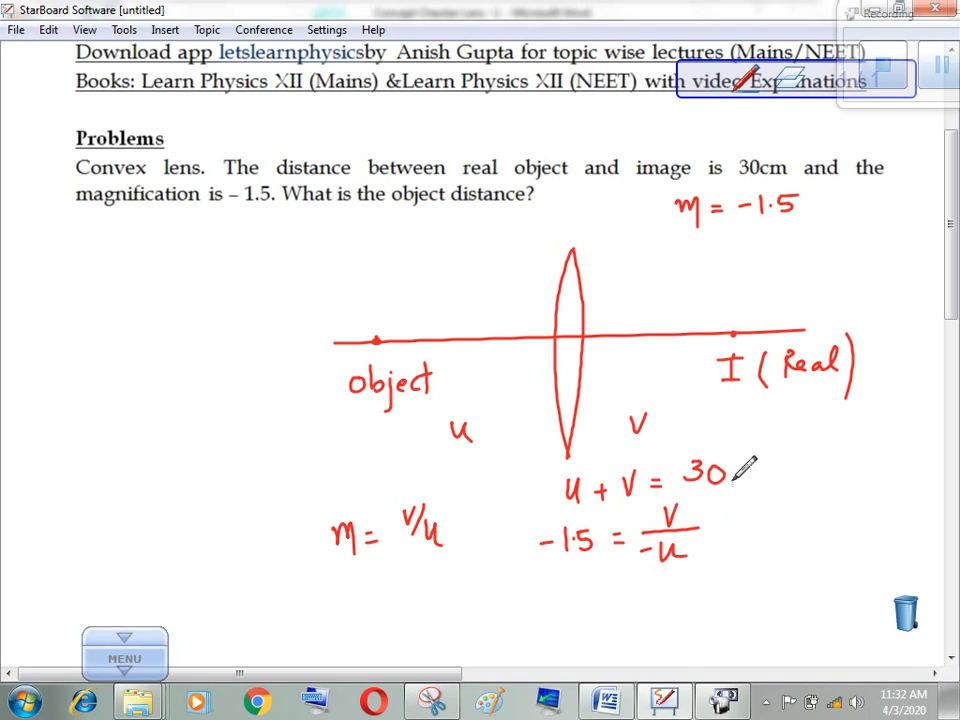 StarBoard Software [untitled]
Recording
File Edit View Tools Insert Topic Conference Settings Help
Download app letslearnphysicsby Anish Gupta for topic wise lectures (Mains/NEET)
Books: Learn Physics XII (Mains) &Learn Physics XII (NEET) with video Explanations
Problems
Convex lens. The distance between real object and image is 30cm and the
magnification is – 1.5. What is the object distance?
m = -1.5
object
I (Real)
u
v
u + v = 30
m = v/u
-1.5 = v/-u
MENU
11:32 AM
4/3/2020